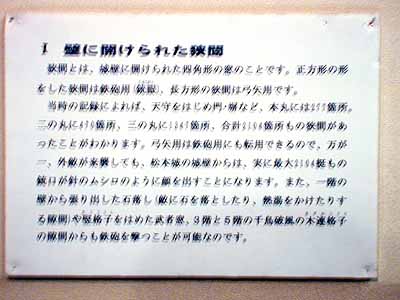 I 壁に開けられた狭間
狭間とは、城壁に開けられた四角形の窓のことです。正方形の形
をした狭間は鉄砲用(鉄眼)、長方形の狭間は弓矢用です。
当時の記録によれば、天守をはじめ門・塀など、本丸には箇所。
二の丸に箇所、三の丸に箇所、合計箇所もの狭間があ
ったことがわかります。弓矢用は鉄砲用にも転用できるので、万が
一、外敵が来襲しても、松本城の城壁からは、実に最大挺もの
銃口が針のムシロのように顔を出すことになります。また、一階の
壁から張り出した石落し(敵に石を落としたり、熱湯をかけたりす
る隙間)や竪格子をはめた武者窓、3階と5階の千鳥破風の木連格子
の隙間からも鉄砲を撃つことが可能なのです。